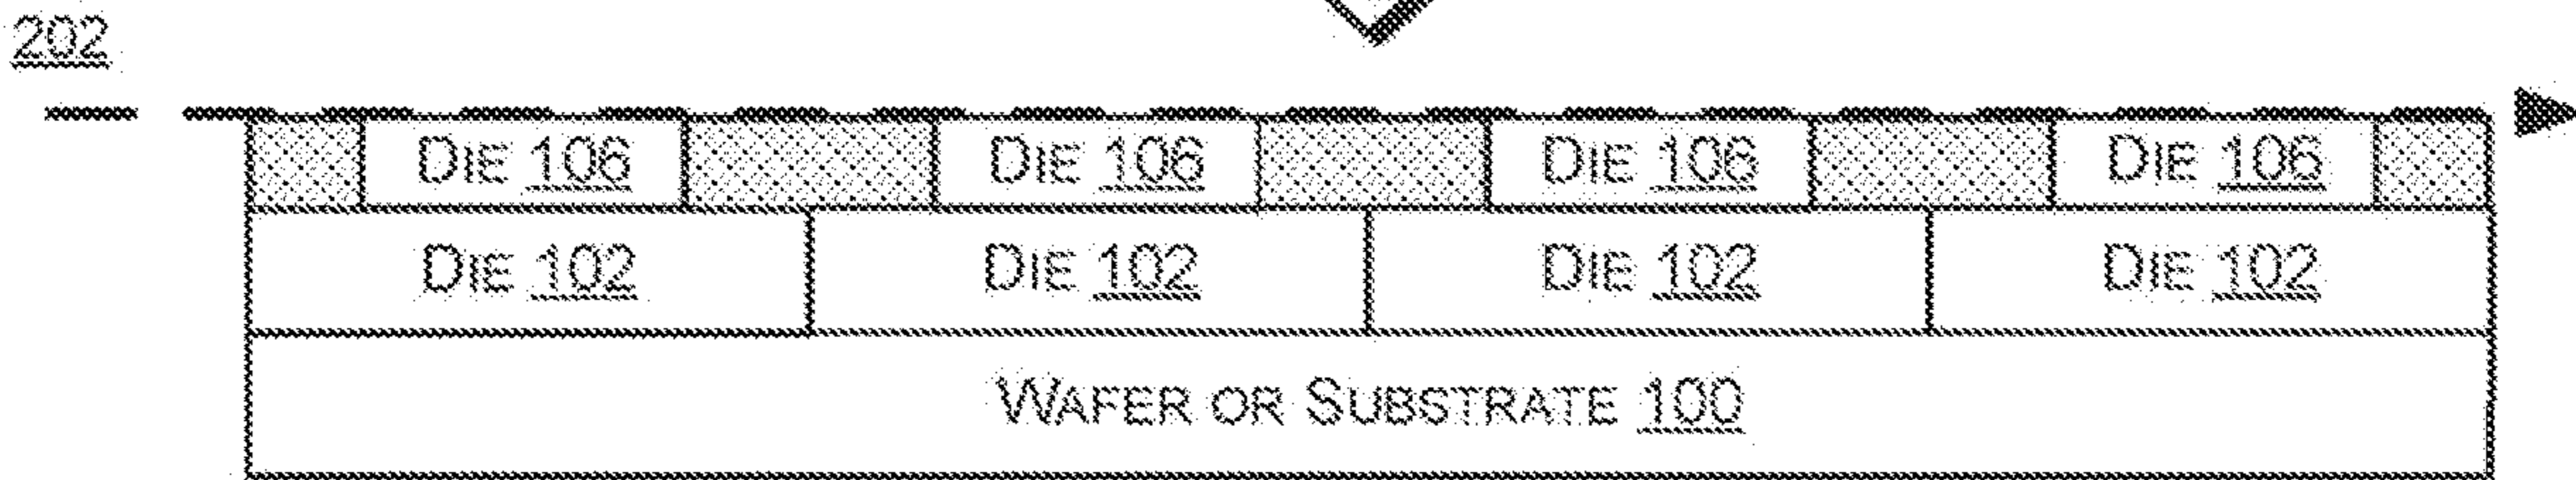 202
DIE 106 DIE 106 DIE 106 DIE 106
DIE 102 DIE 102 DIE 102 DIE 102
WAFER OR SUBSTRATE 100